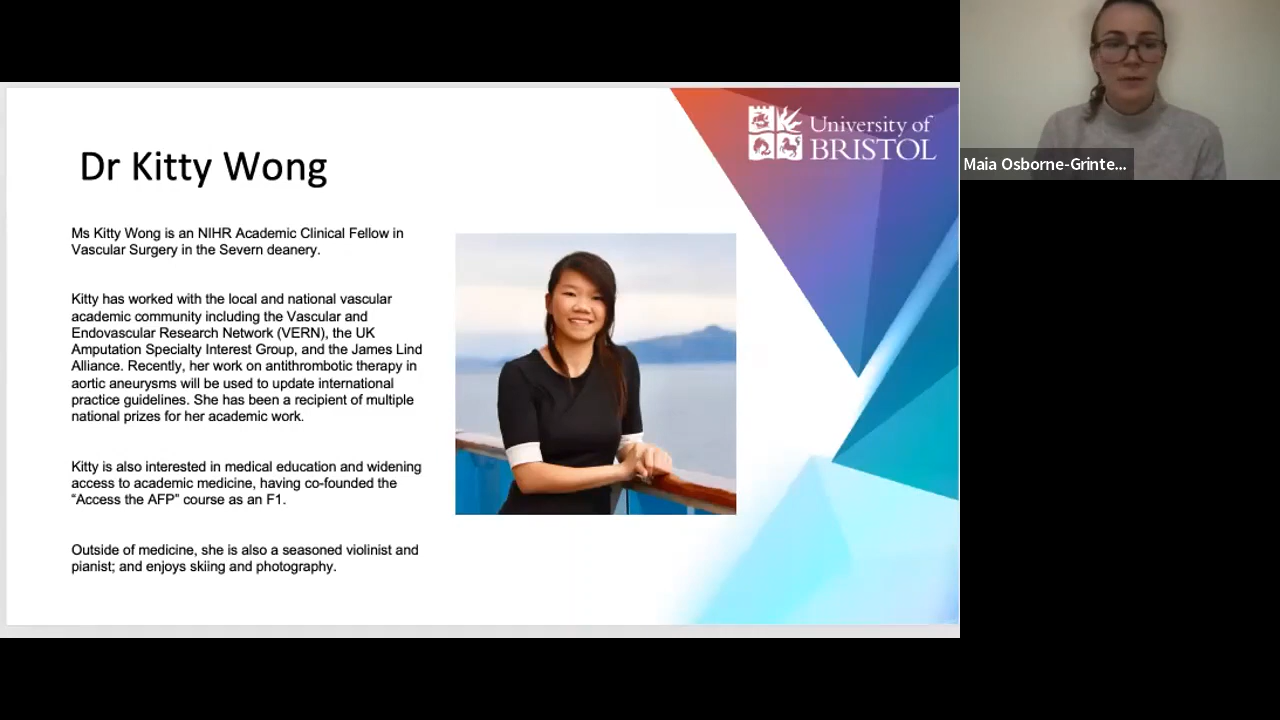 Dr Kitty Wong
University of
BRISTOL
Maia Osborne-Grinte...
Ms Kitty Wong is an NIHR Academic Clinical Fellow in
Vascular Surgery in the Severn deanery.
Kitty has worked with the local and national vascular
academic community including the Vascular and
Endovascular Research Network (VERN), the UK
Amputation Specialty Interest Group, and the James Lind
Alliance. Recently, her work on antithrombotic therapy in
aortic aneurysms will be used to update international
practice guidelines. She has been a recipient of multiple
national prizes for her academic work.
Kitty is also interested in medical education and widening
access to academic medicine, having co-founded the
“Access the AFP” course as an F1.
Outside of medicine, she is also a seasoned violinist and
pianist; and enjoys skiing and photography.